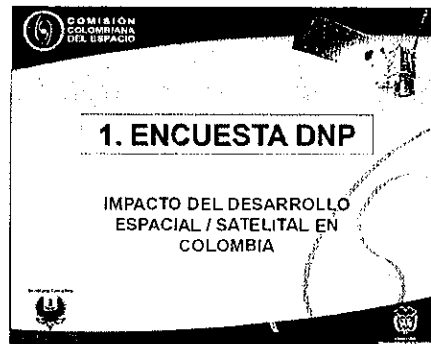 COMISIÓN
COLOMBIANA
DEL ESPACIO
1. ENCUESTA DNP
IMPACTO DEL DESARROLLO
ESPACIAL / SATELITAL EN
COLOMBIA